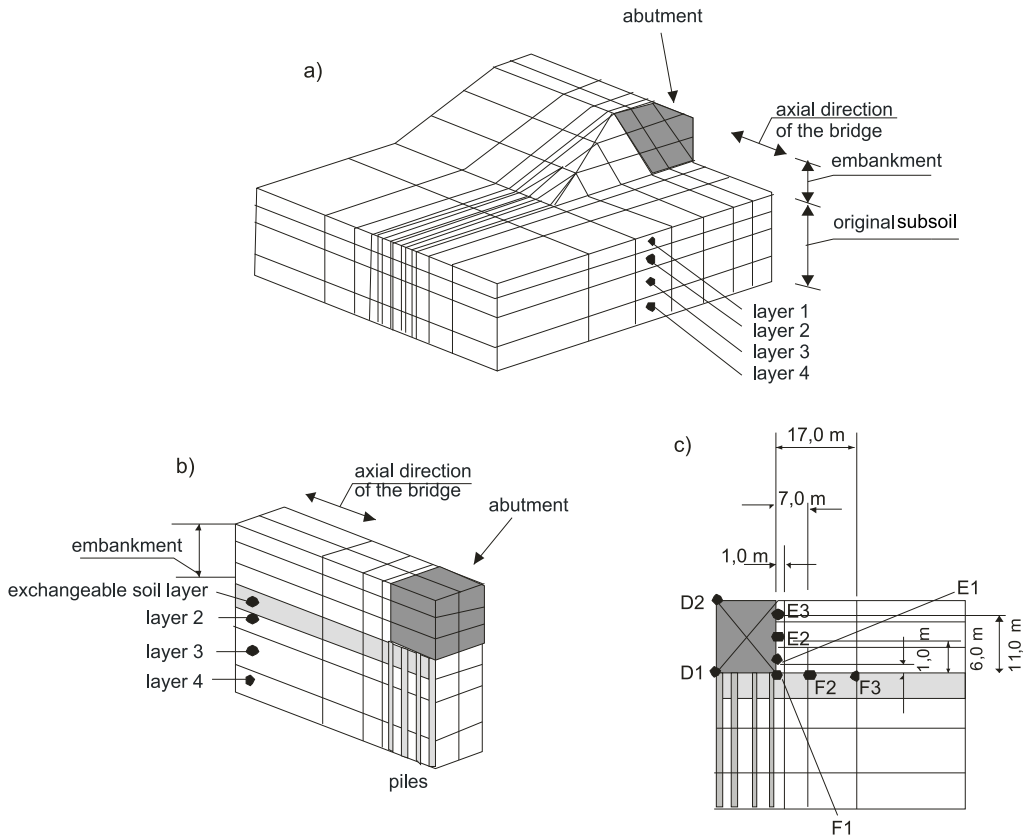 abutment
a)
axial direction
of the bridge
embankment
original subsoil
layer 1
layer 2
layer 3
layer 4
b)
axial direction
of the bridge
abutment
embankment
exchangeable soil layer
layer 2
layer 3
layer 4
piles
c)
17,0 m
7,0 m
1,0 m
E1
D2
E3
E2
1,0 m
6,0 m
11,0 m
D1
F2
F3
F1